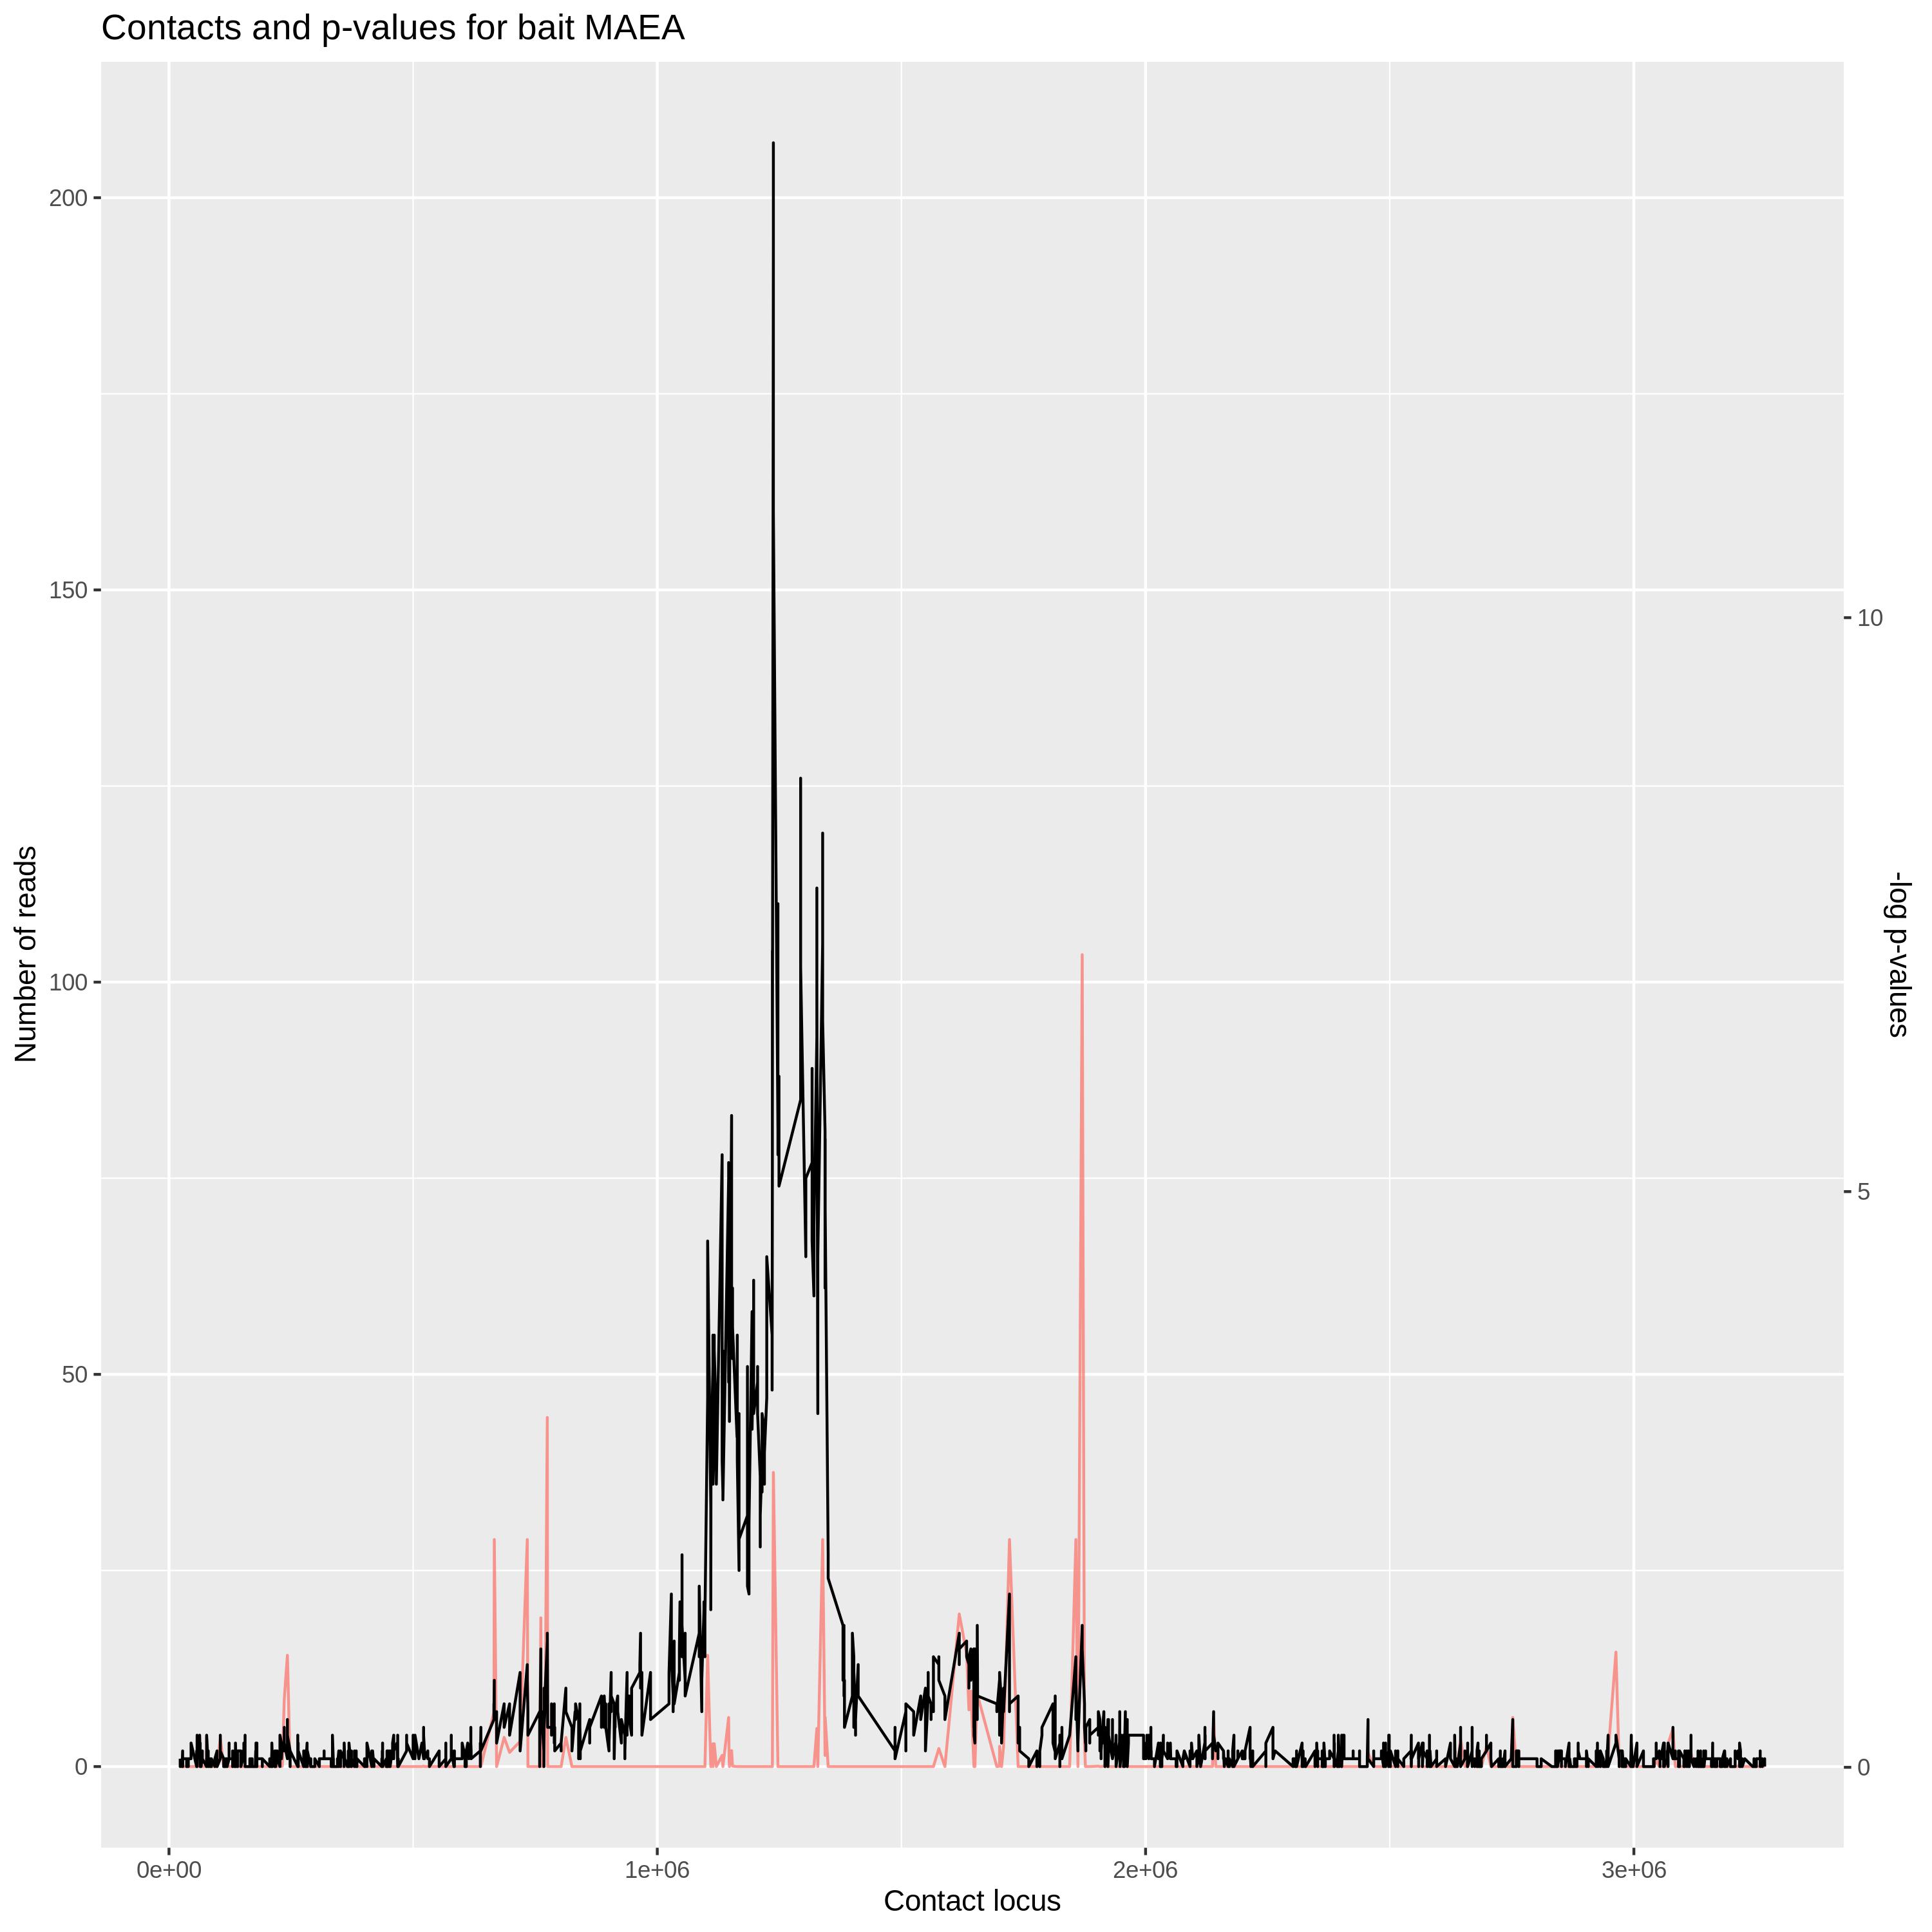 Contacts and p-values for bait MAEA
Number of reads
200
150
100
50
0
10
5
0
-log p-values
0e+00
1e+06
2e+06
3e+06
Contact locus